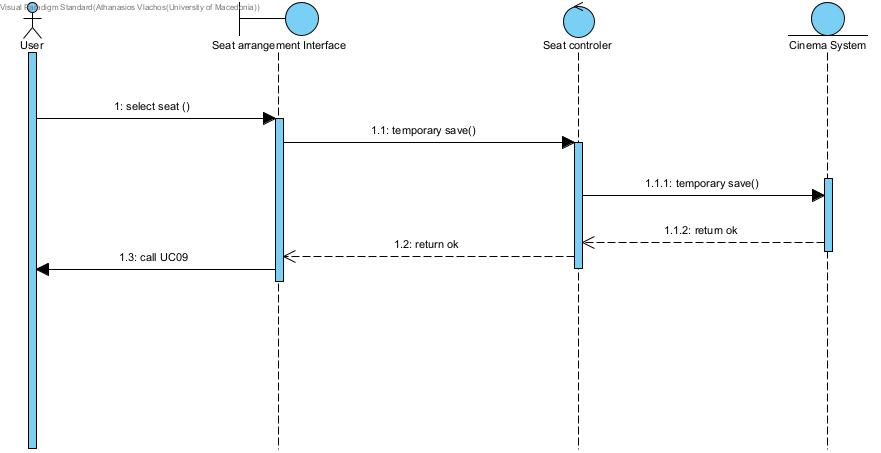 Visual Paradigm Standard(Athanasios Vlachos(University of Macedonia))
User
Seat arrangement Interface
Seat controler
Cinema System
1: select seat ()
1.1: temporary save()
1.1.1: temporary save()
1.1.2: return ok
1.2: return ok
1.3: call UC09